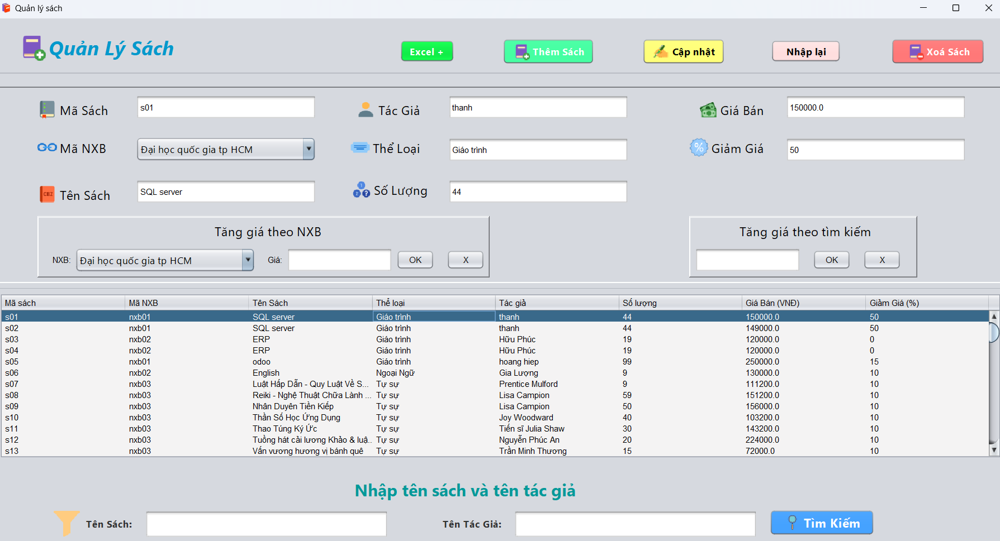 Quản lý sách
Quản Lý Sách
Excel +
Thêm Sách
Cập nhật
Nhập lại
Xoá Sách
Mã Sách s01 Tác Giả thanh Giá Bán 150000.0
Mã NXB Đại học quốc gia tp HCM Thể Loại Giáo trình % Giảm Giá 50
CBZ Tên Sách SQL server 1 2 ? Số Lượng 44
Tăng giá theo NXB
NXB: Đại học quốc gia tp HCM Giá: OK X
Tăng giá theo tìm kiếm
OK X
Mã sách Mã NXB Tên Sách Thể loại Tác giả Số lượng Giá Bán (VNĐ) Giảm Giá (%)
s01 nxb01 SQL server Giáo trình thanh 44 150000.0 50
s02 nxb01 SQL server Giáo trình thanh 44 149000.0 50
s03 nxb02 ERP Giáo trình Hữu Phúc 19 120000.0 0
s04 nxb02 ERP Giáo trình Hữu Phúc 19 120000.0 0
s05 nxb01 odoo Giáo trình hoang hiep 99 250000.0 15
s06 nxb02 English Ngoại Ngữ Gia Lượng 9 130000.0 10
s07 nxb03 Luật Hấp Dẫn - Quy Luật Về S... Tự sự Prentice Mulford 9 111200.0 10
s08 nxb03 Reiki - Nghệ Thuật Chữa Lành ... Tự sự Lisa Campion 59 151200.0 10
s09 nxb03 Nhân Duyên Tiền Kiếp Tự sự Lisa Campion 50 156000.0 10
s10 nxb03 Thần Số Học Ứng Dụng Tự sự Joy Woodward 40 103200.0 10
s11 nxb03 Thao Túng Ký Ức Tự sự Tiến sĩ Julia Shaw 30 143200.0 10
s12 nxb03 Tuồng hát cải lương Khảo & luậ... Tự sự Nguyễn Phúc An 20 224000.0 10
s13 nxb03 Vấn vương hương vị bánh quê Tự sự Trần Minh Thương 15 72000.0 10
Nhập tên sách và tên tác giả
Tên Sách: Tên Tác Giả: Tìm Kiếm